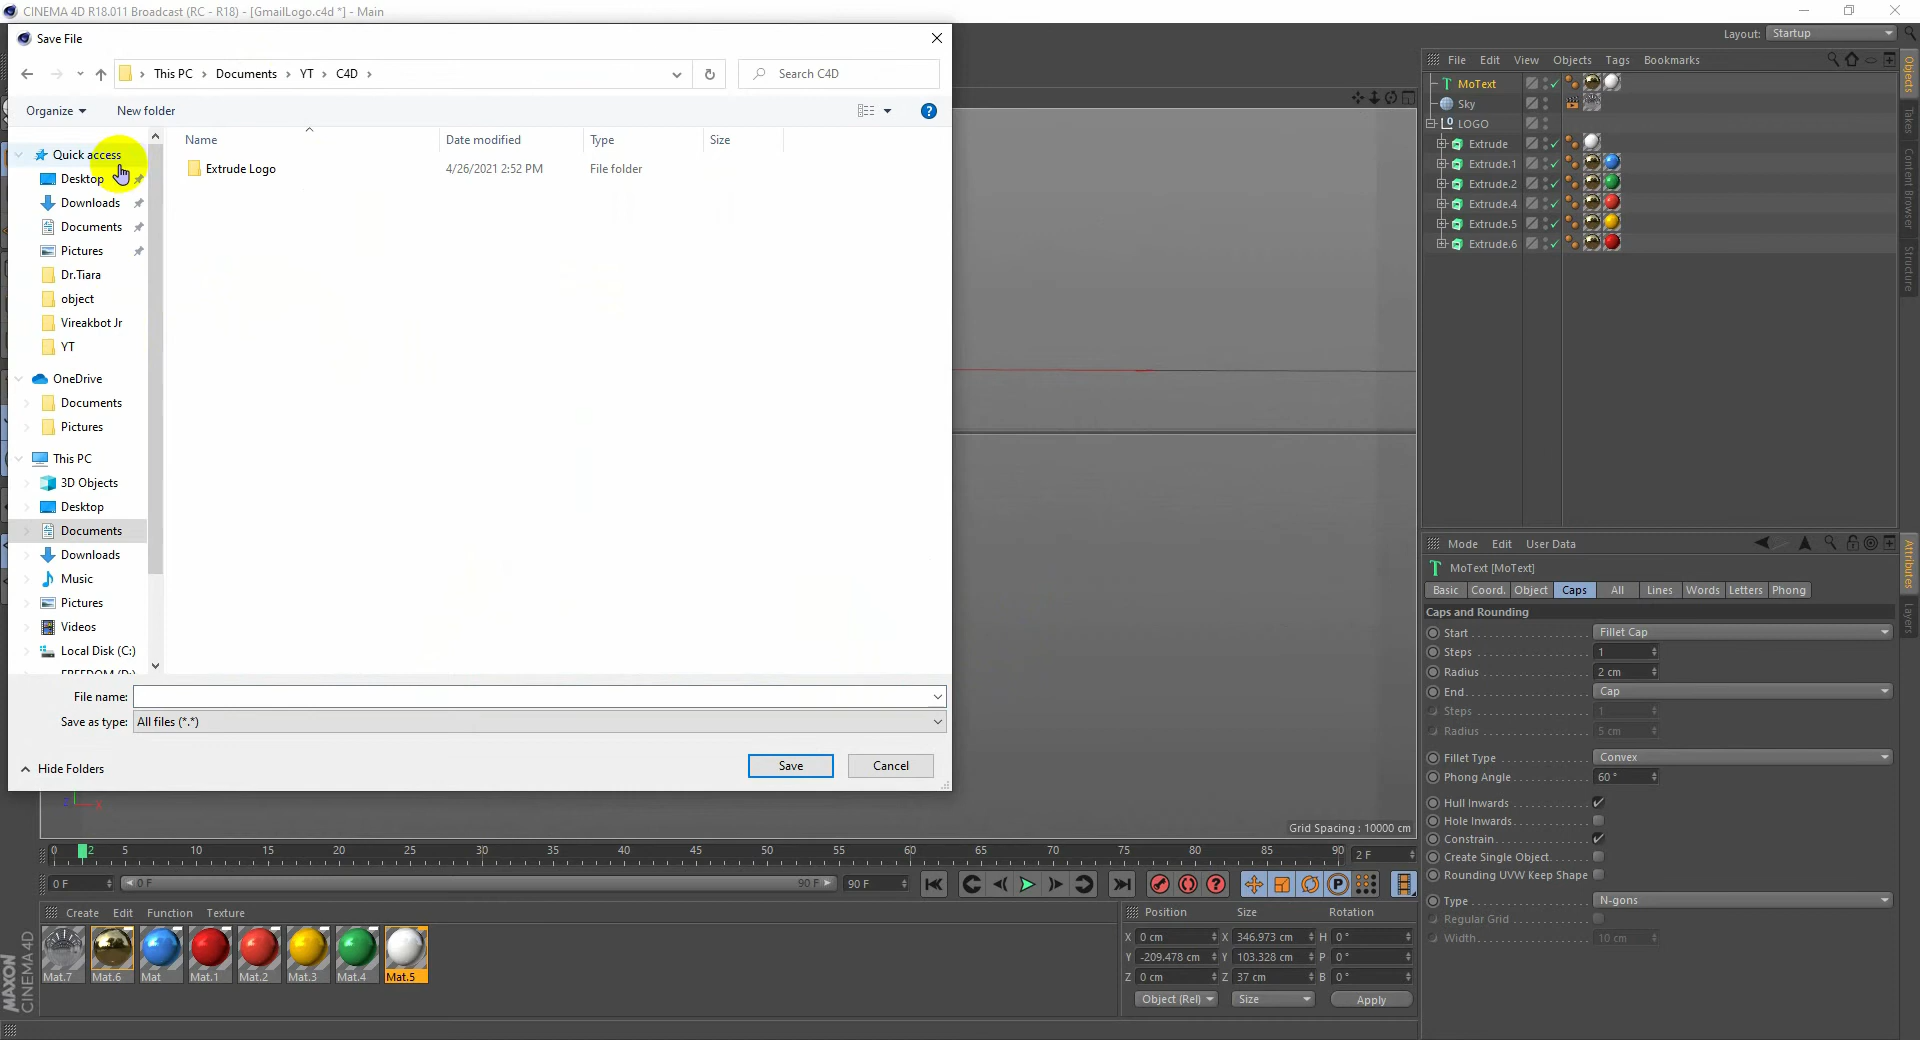 CINEMA 4D R18.011 Broadcast (RC - R18) - [GmailLogo.c4d *] - Main
Layout: Startup
Save File
This PC > Documents > YT > C4D >
Search C4D
Organize
New folder
Name
Date modified
Type
Size
Extrude Logo
4/26/2021 2:52 PM
File folder
Quick access
Desktop
Downloads
Documents
Pictures
Dr.Tiara
object
Vireakbot Jr
YT
OneDrive
Documents
Pictures
This PC
3D Objects
Desktop
Documents
Downloads
Music
Pictures
Videos
Local Disk (C:)
File name:
Save as type: All files (*.*)
Hide Folders
Save
Cancel
File Edit View Objects Tags Bookmarks
MoText
Sky
LOGO
Extrude
Extrude.1
Extrude.2
Extrude.4
Extrude.5
Extrude.6
Objects
Takes
Content Browser
Structure
Mode Edit User Data
MoText [MoText]
Basic Coord. Object Caps All Lines Words Letters Phong
Caps and Rounding
Start Fillet Cap
Steps 1
Radius 2 cm
End Cap
Steps 1
Radius 5 cm
Fillet Type Convex
Phong Angle 60 °
Hull Inwards
Hole Inwards
Constrain
Create Single Object
Rounding UVW Keep Shape
Type N-gons
Regular Grid
Width 10 cm
Attributes
Layers
Z X
Grid Spacing : 10000 cm
0 2 5 10 15 20 25 30 35 40 45 50 55 60 65 70 75 80 85 90 2 F
0 F 0 F 90 F 90 F
Create Edit Function Texture
Mat.7 Mat.6 Mat Mat.1 Mat.2 Mat.3 Mat.4 Mat.5
Position Size Rotation
X 0 cm X 346.973 cm H 0 °
Y -209.478 cm Y 103.328 cm P 0 °
Z 0 cm Z 37 cm B 0 °
Object (Rel) Size Apply
MAXON
CINEMA 4D